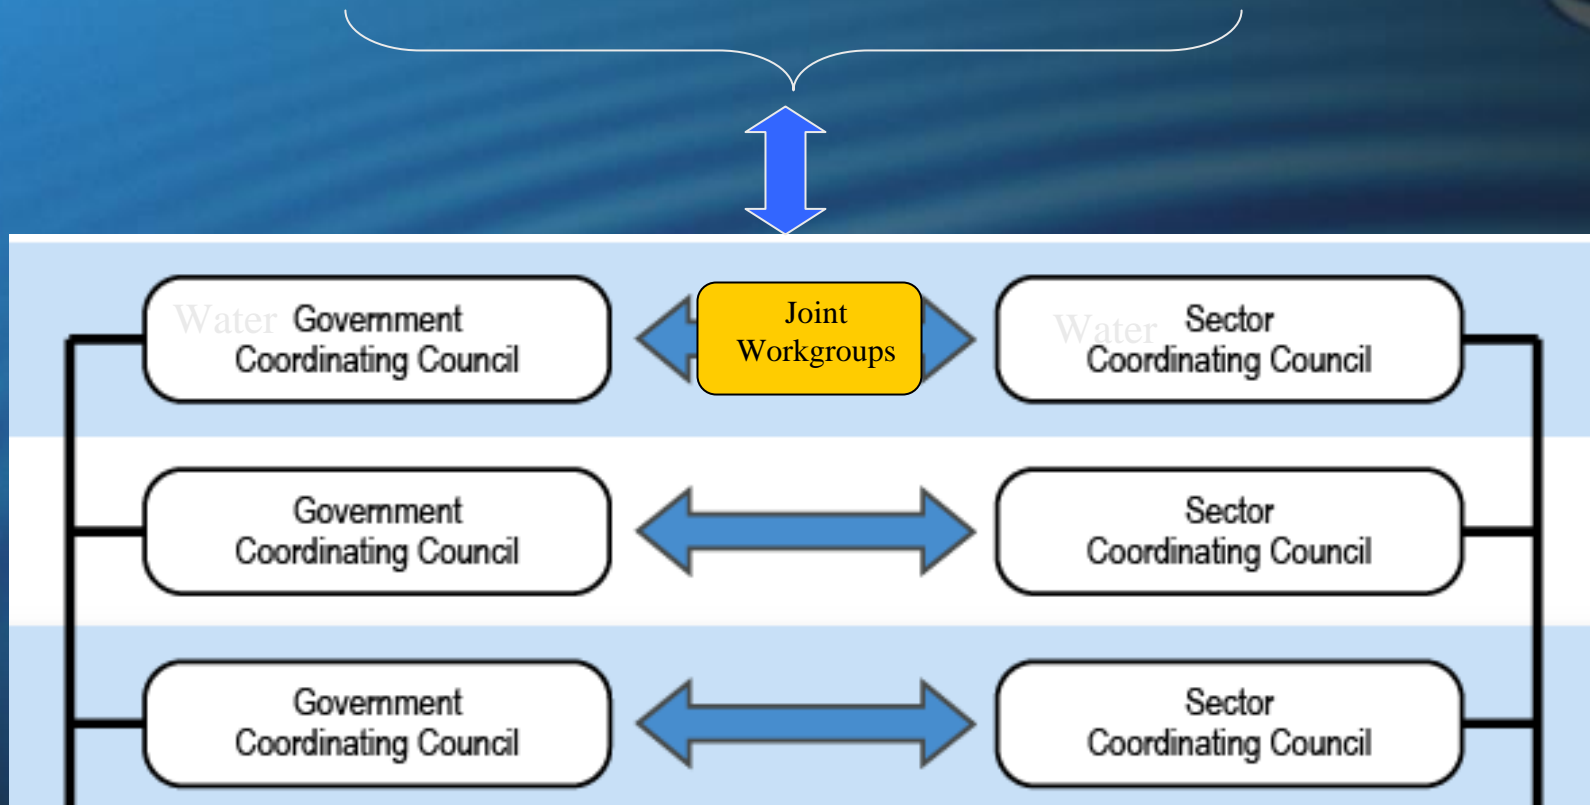 Water Government
Coordinating Council
Joint
Workgroups
Water Sector
Coordinating Council
Government
Coordinating Council
Sector
Coordinating Council
Government
Coordinating Council
Sector
Coordinating Council